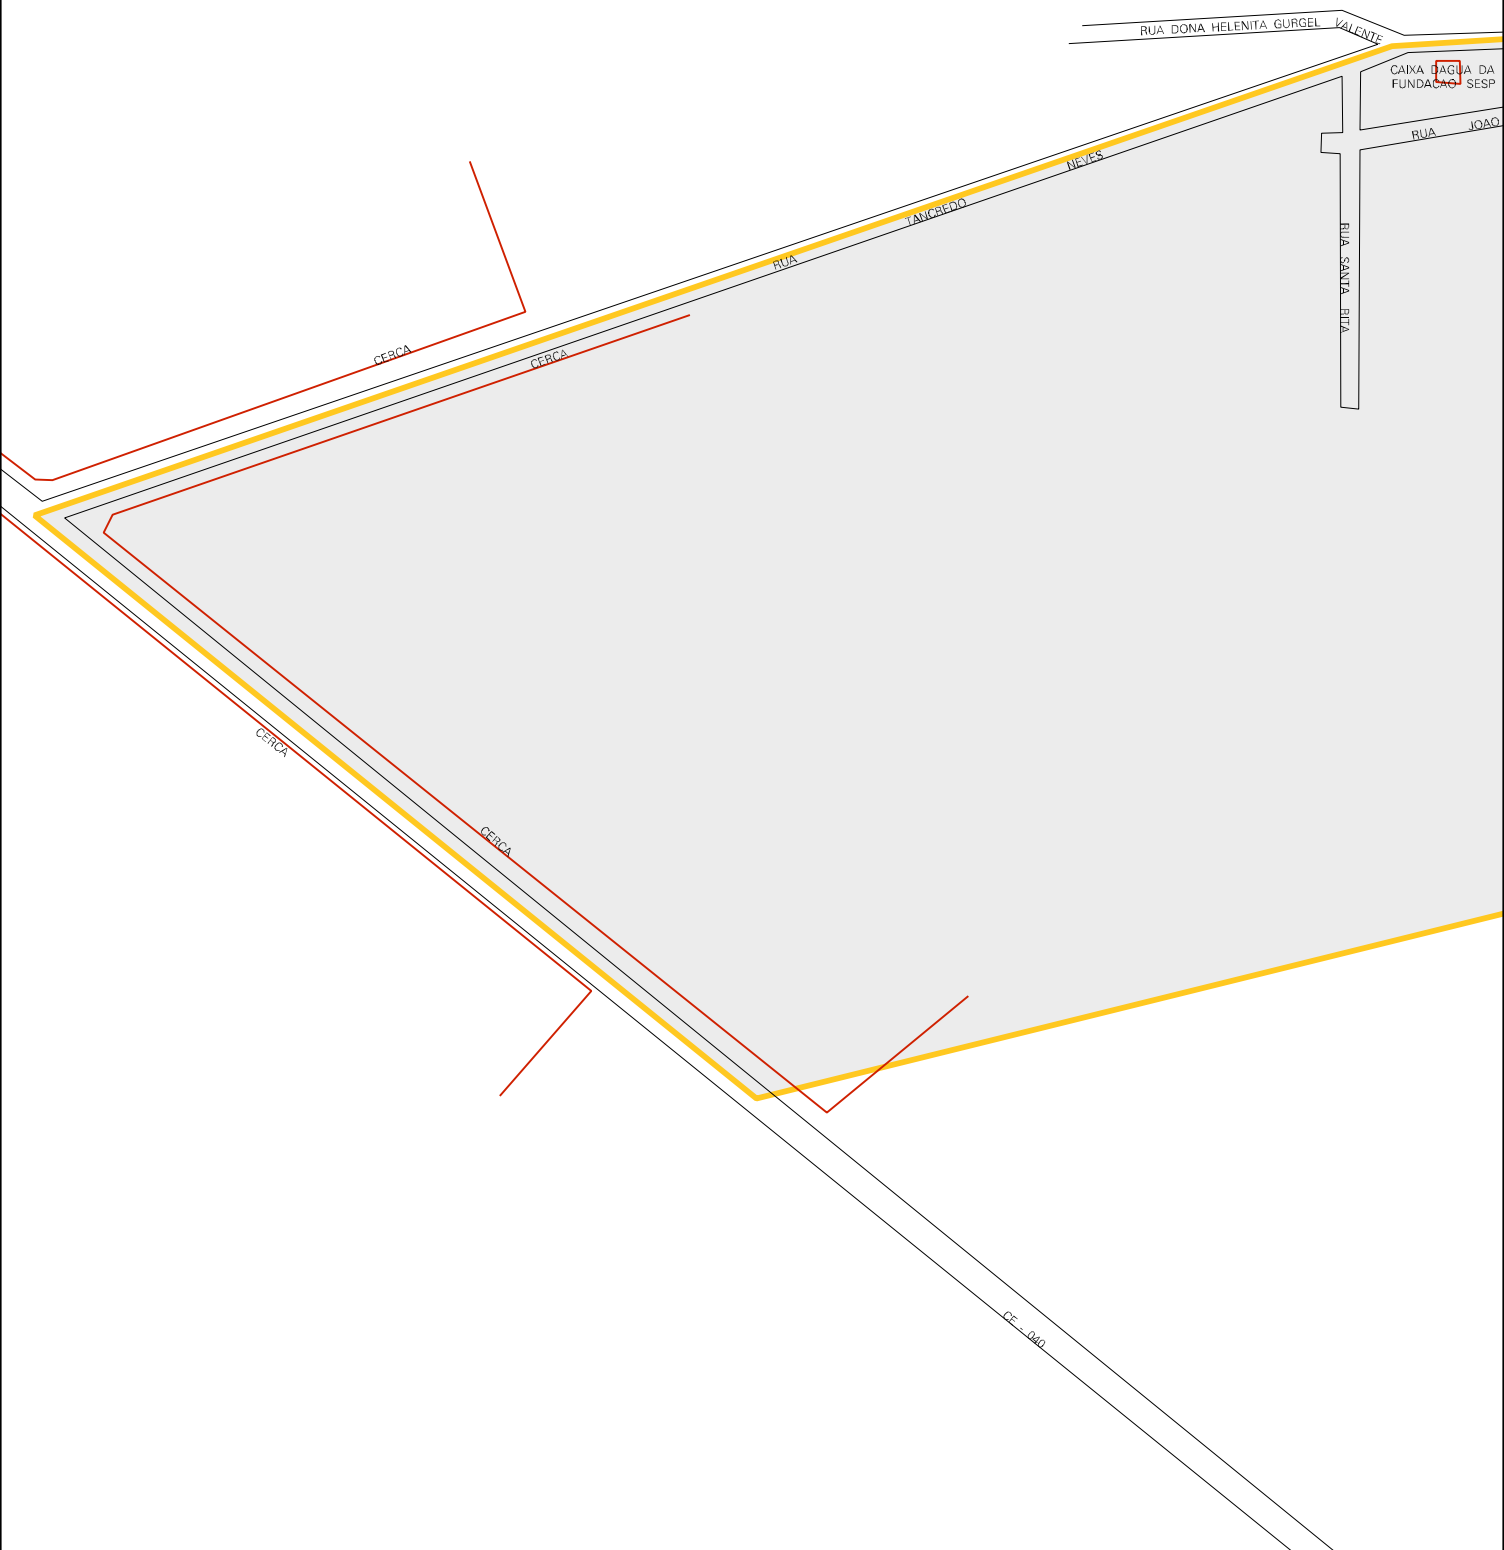 RUA DONA HELENITA GURGEL VALENTE
CAIXA DAGUA DA
FUNDACAO SESP
RUA JOAO
RUA TANCREDO NEVES
RUA SANTA RITA
CERCA
CERCA
CERCA
CERCA
CE - 040